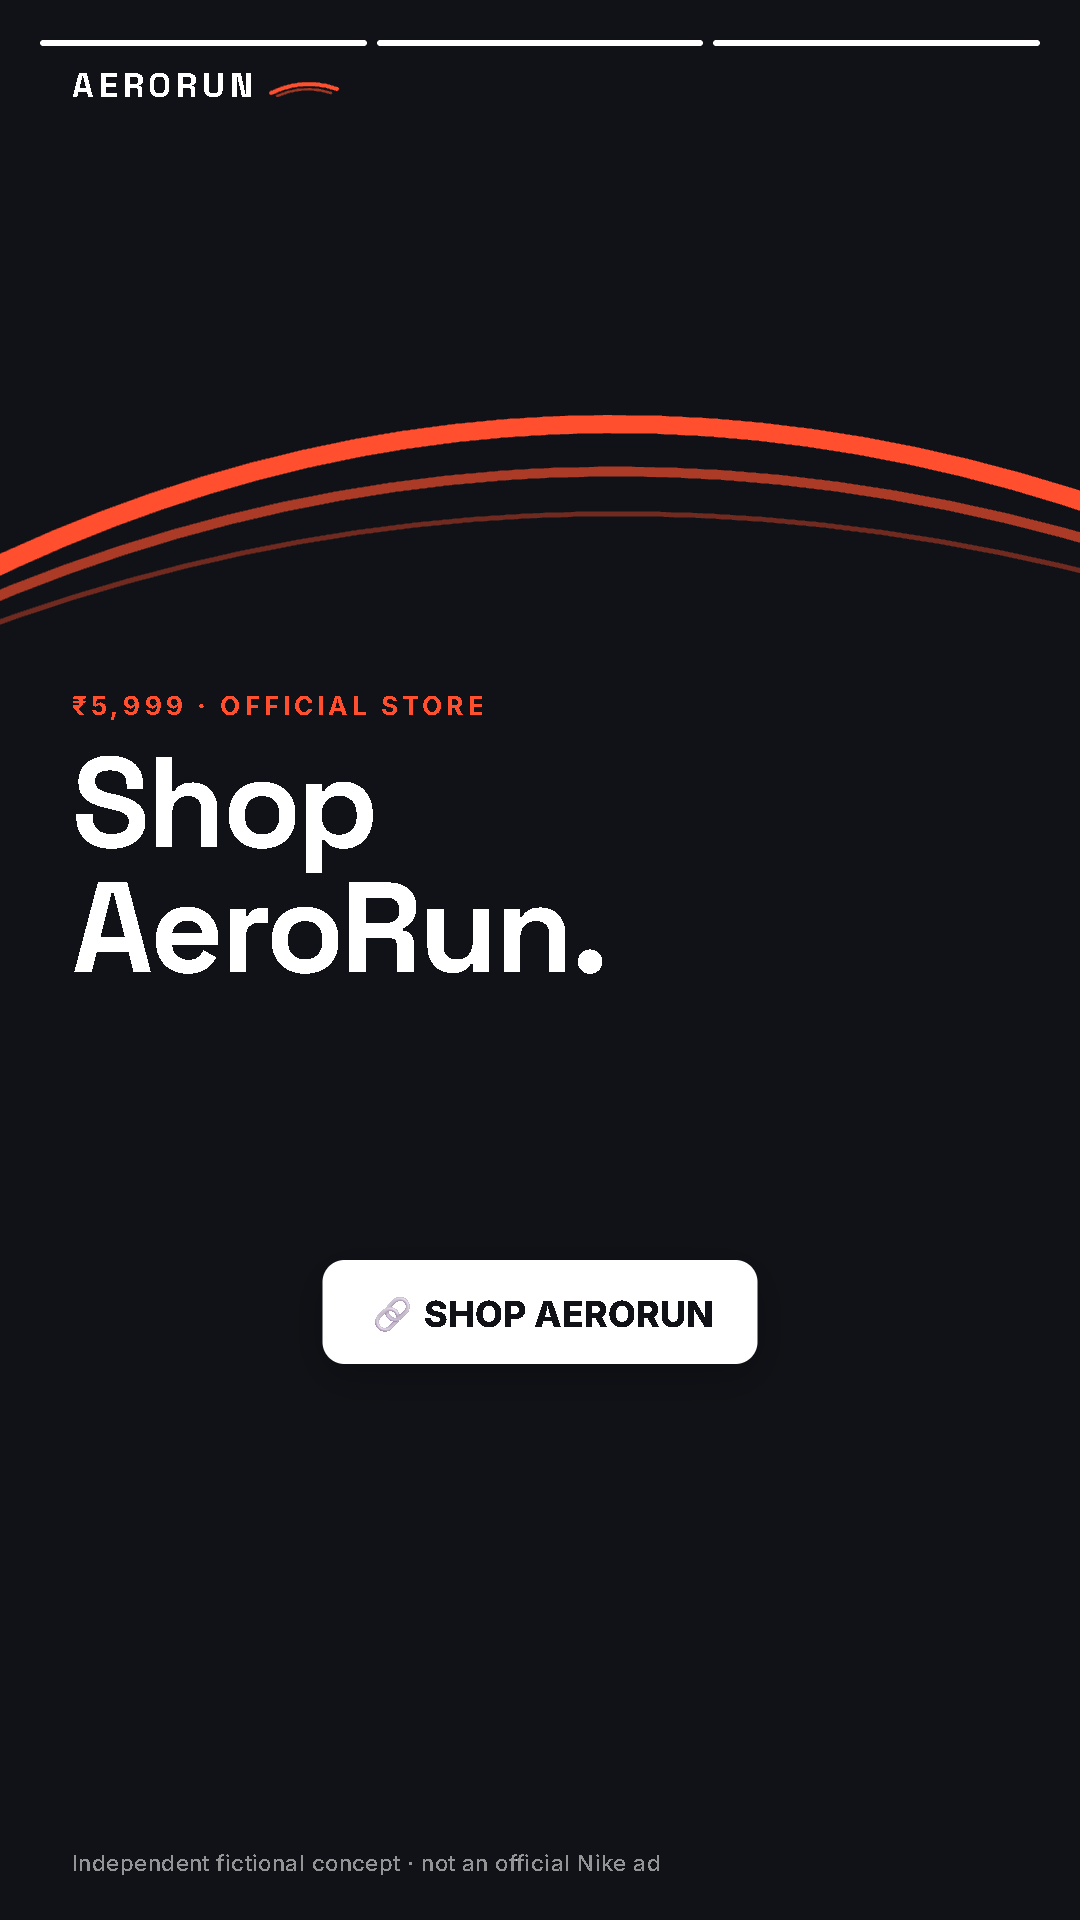 AERORUN
₹5,999 · OFFICIAL STORE
Shop
AeroRun.
SHOP AERORUN
Independent fictional concept · not an official Nike ad